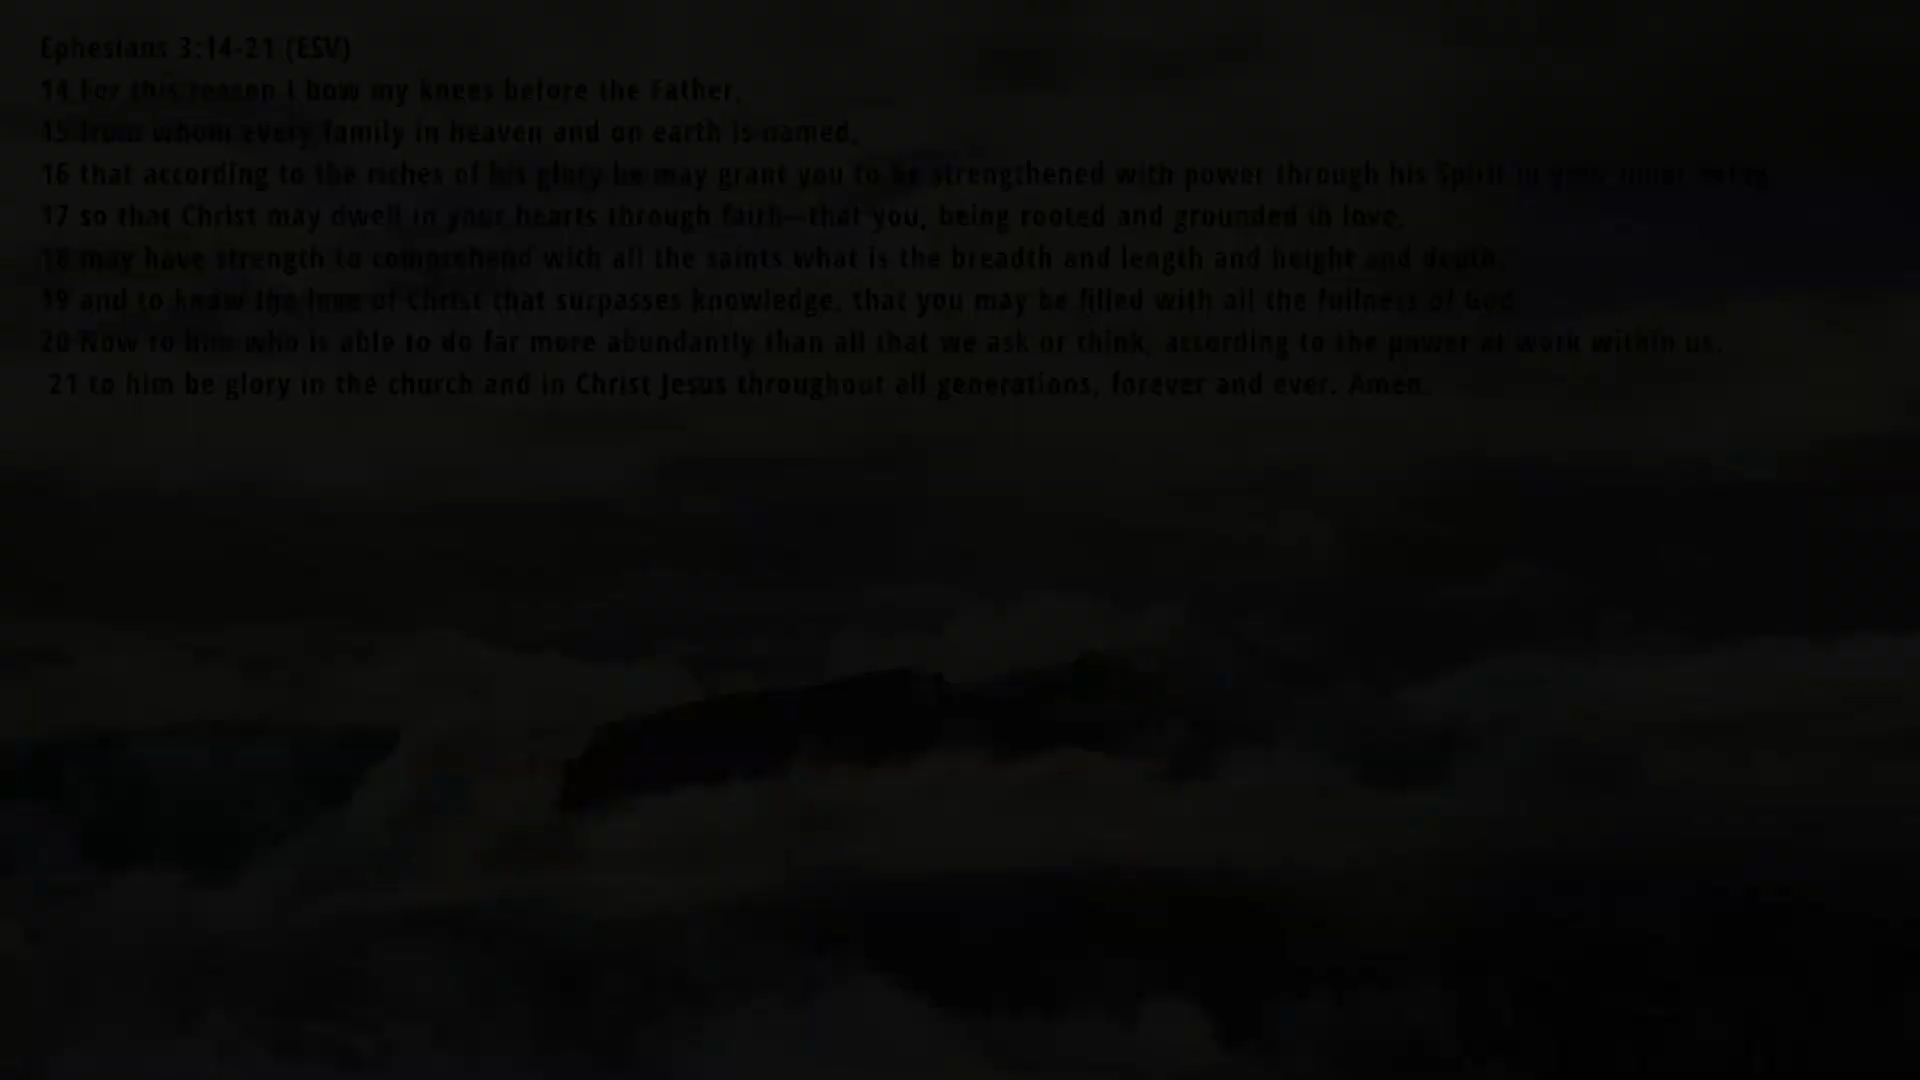 Ephesians 3:14-21 (ESV)
14 For this reason I bow my knees before the Father,
15 from whom every family in heaven and on earth is named,
16 that according to the riches of his glory he may grant you to be strengthened with power through his Spirit in your inner being,
17 so that Christ may dwell in your hearts through faith—that you, being rooted and grounded in love,
18 may have strength to comprehend with all the saints what is the breadth and length and height and depth,
19 and to know the love of Christ that surpasses knowledge, that you may be filled with all the fullness of God.
20 Now to him who is able to do far more abundantly than all that we ask or think, according to the power at work within us,
21 to him be glory in the church and in Christ Jesus throughout all generations, forever and ever. Amen.